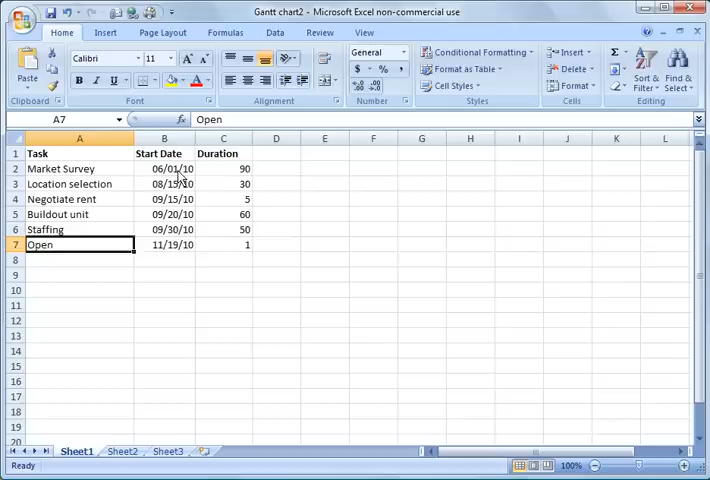 Gantt chart2 - Microsoft Excel non-commercial use
Home Insert Page Layout Formulas Data Review View
Paste
Calibri 11
General
Conditional Formatting
Format as Table
Cell Styles
Insert
Delete
Format
Sort & Filter
Find & Select
Clipboard Font Alignment Number Styles Cells Editing
A7 fx Open
A B C D E F G H I J K L
1 Task Start Date Duration
2 Market Survey 06/01/10 90
3 Location selection 08/15/10 30
4 Negotiate rent 09/15/10 5
5 Buildout unit 09/20/10 60
6 Staffing 09/30/10 50
7 Open 11/19/10 1
8
9
10
11
12
13
14
15
16
17
18
19
20
Sheet1 Sheet2 Sheet3
Ready 100%